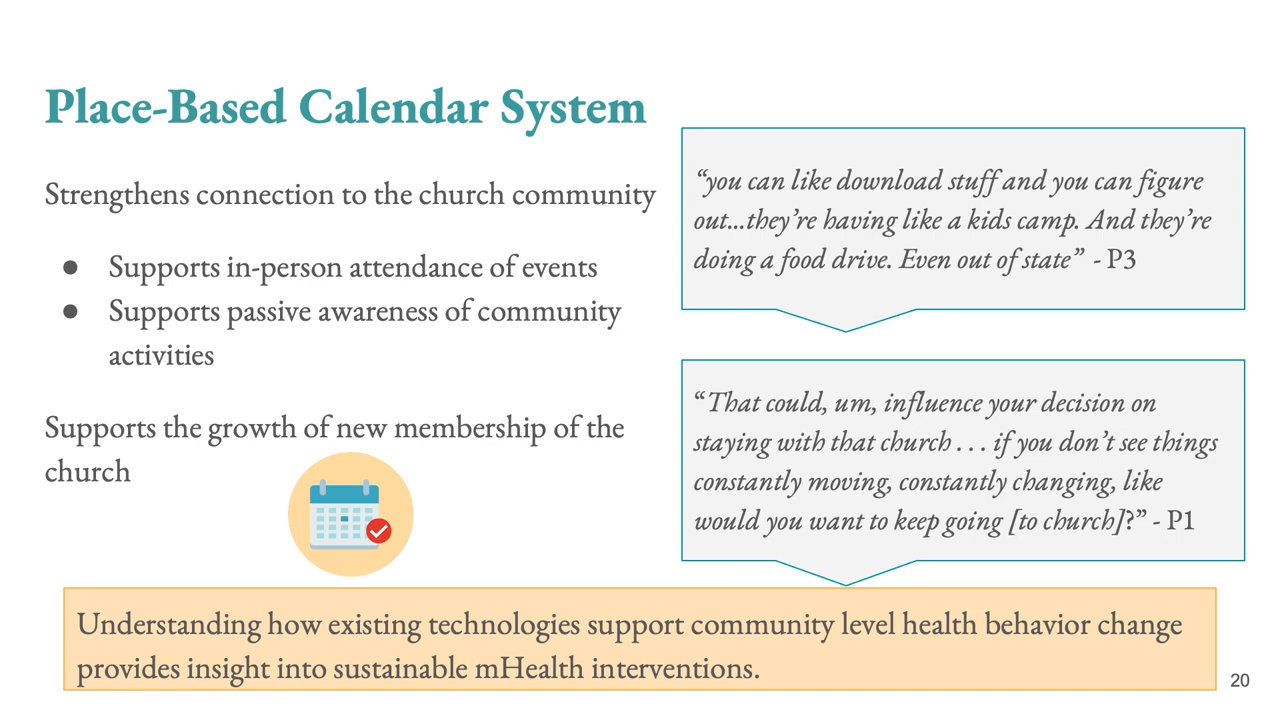 Place-Based Calendar System
Strengthens connection to the church community
● Supports in-person attendance of events
● Supports passive awareness of community
activities
Supports the growth of new membership of the
church
“you can like download stuff and you can figure
out...they’re having like a kids camp. And they’re
doing a food drive. Even out of state” - P3
“That could, um, influence your decision on
staying with that church . . . if you don’t see things
constantly moving, constantly changing, like
would you want to keep going [to church]?” - P1
Understanding how existing technologies support community level health behavior change
provides insight into sustainable mHealth interventions.
20